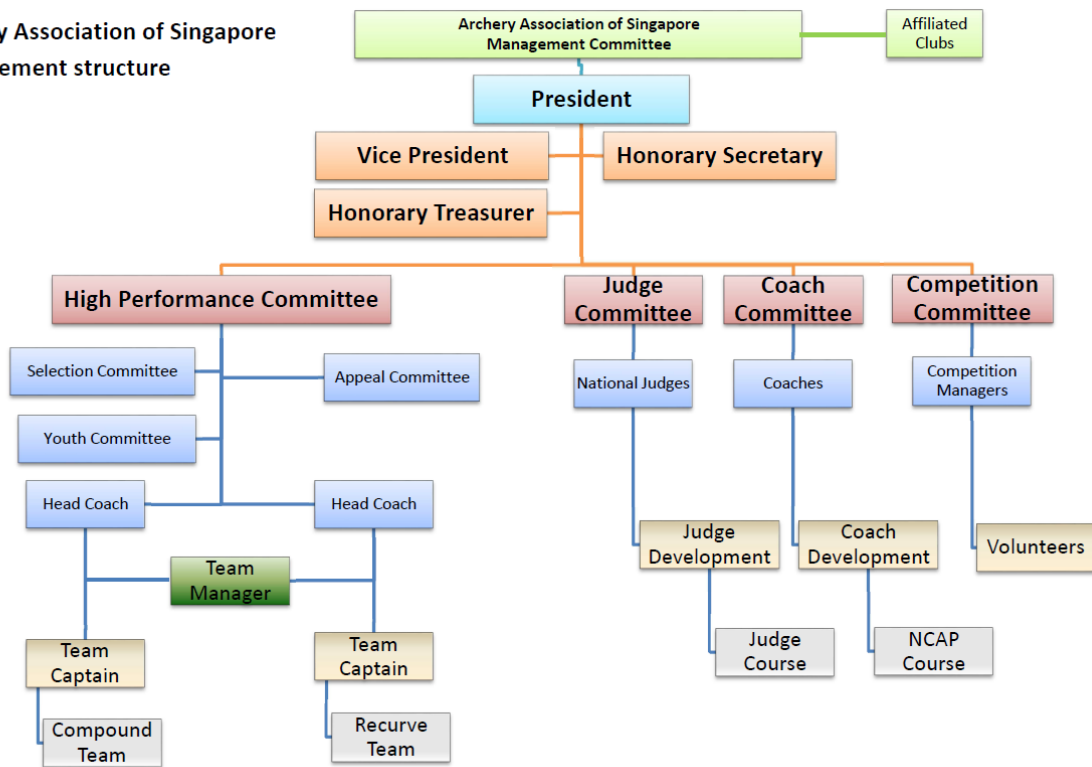 Association of Singapore
Archery Association of Singapore
Management Committee
Affiliated
Clubs
structure
President
Vice President
Honorary Secretary
Honorary Treasurer
High Performance Committee
Judge
Committee
Coach
Committee
Competition
Committee
Selection Committee
Appeal Committee
National Judges
Coaches
Competition
Managers
Youth Committee
Head Coach
Head Coach
Judge
Development
Coach
Development
Volunteers
Team
Manager
Team
Captain
Team
Captain
Judge
Course
NCAP
Course
Compound
Team
Recurve
Team